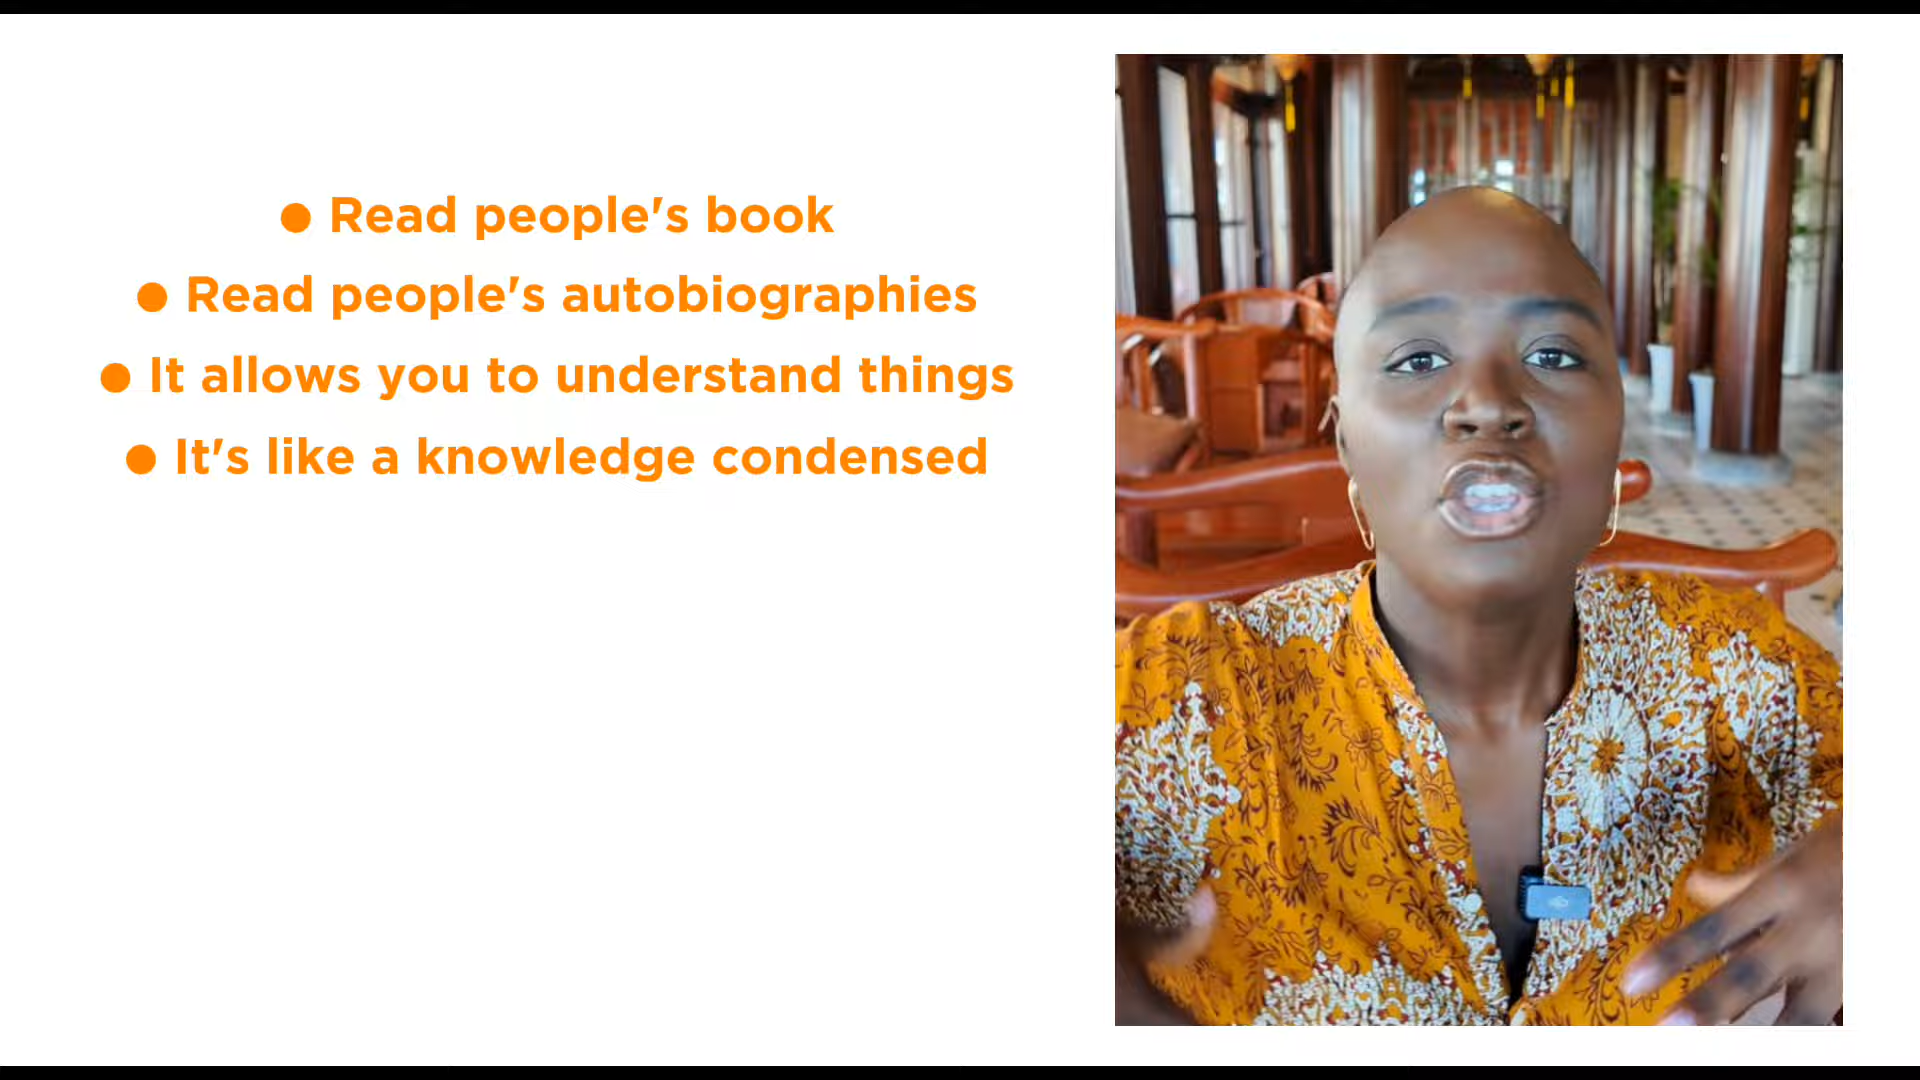 ● Read people's book
● Read people's autobiographies
● It allows you to understand things
● It's like a knowledge condensed